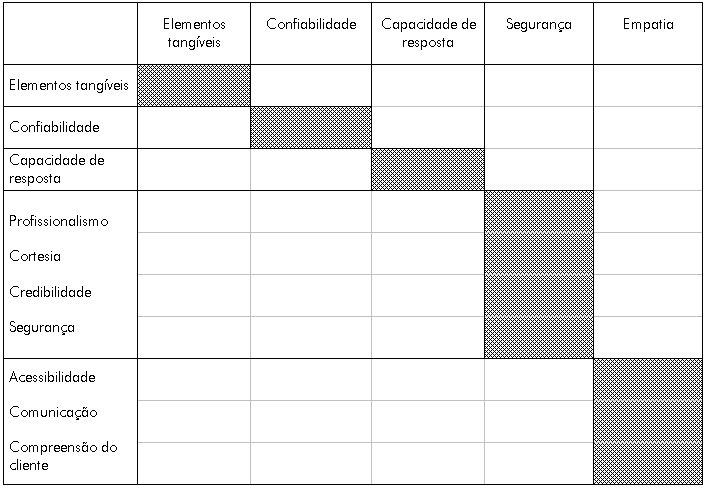 Elementos tangíveis
Confiabilidade
Capacidade de resposta
Segurança
Empatia
Elementos tangíveis
Confiabilidade
Capacidade de
resposta
Profissionalismo
Cortesia
Credibilidade
Segurança
Acessibilidade
Comunicação
Compreensão do
cliente